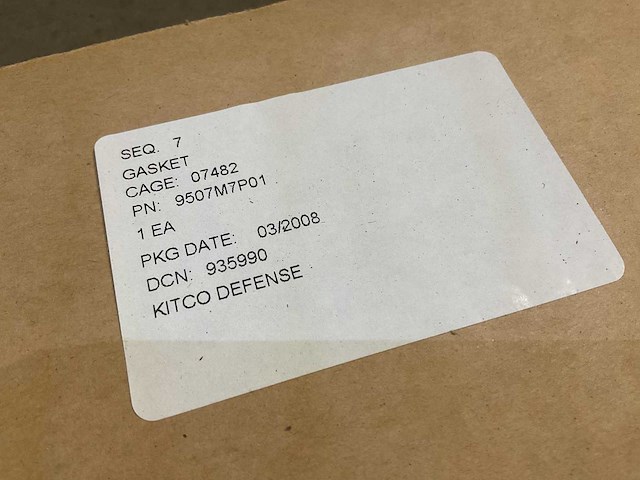 SEQ. 7
GASKET
CAGE: 07482
PN: 9507M7P01
1 EA
PKG DATE: 03/2008
DCN: 935990
KITCO DEFENSE